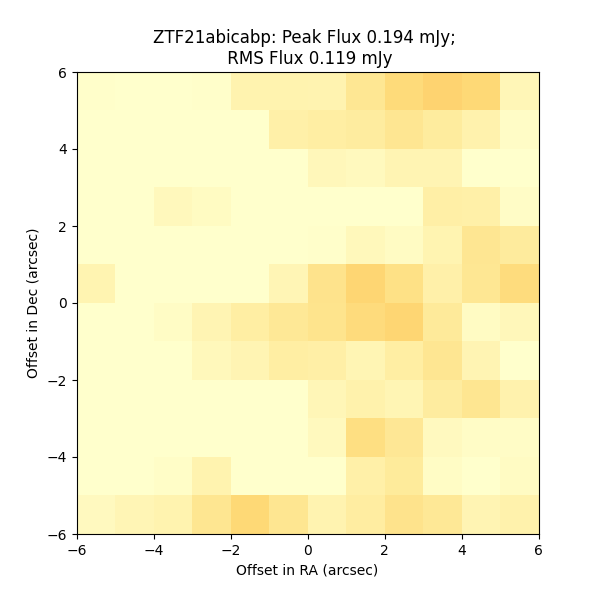 ZTF21abicabp: Peak Flux 0.194 mJy;
RMS Flux 0.119 mJy
6
4
2
0
−2
−4
−6
Offset in Dec (arcsec)
−6 −4 −2 0 2 4 6
Offset in RA (arcsec)